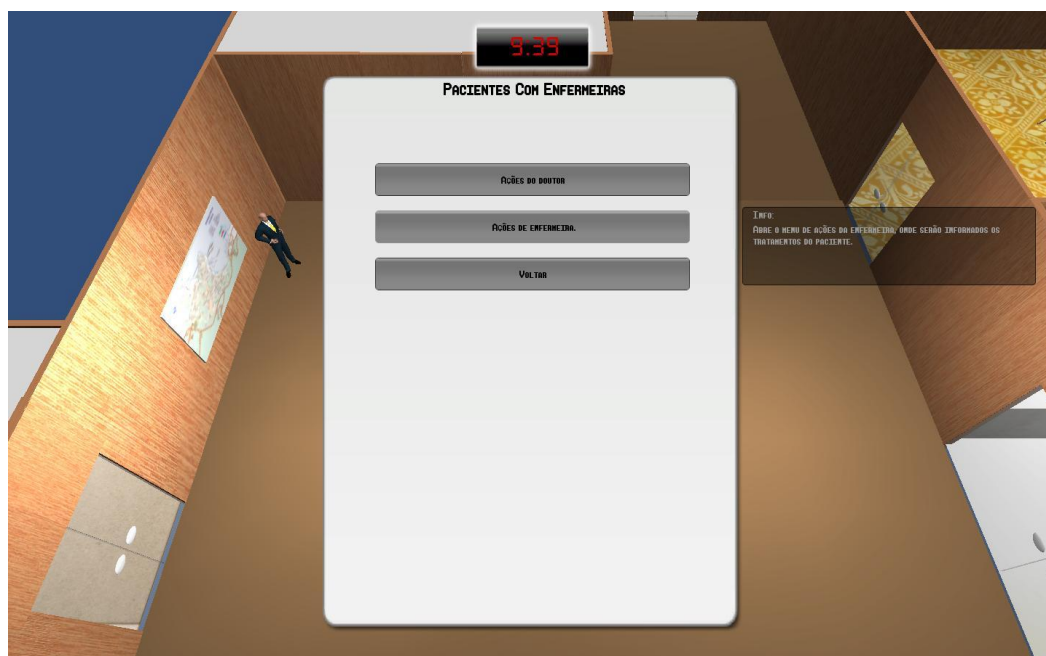 9:39
Pacientes Com Enfermeiras
Ações do doutor
Ações de enfermeira.
Voltar
Info:
Abre o menu de ações da enfermeira, onde serão informados os
tratamentos do paciente.